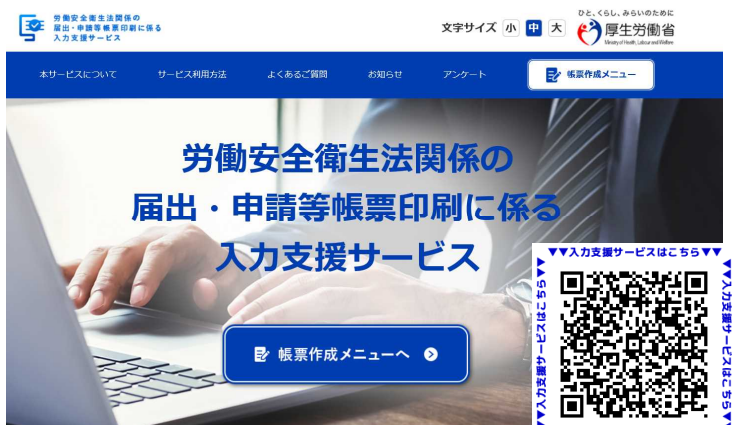 労働安全衛生法関係の
届出・申請等帳票印刷に係る
入力支援サービス
文字サイズ 小 中 大
ひと、くらし、みらいのために
厚生労働省
Ministry of Health, Labour and Welfare
本サービスについて サービス利用方法 よくあるご質問 お知らせ アンケート 帳票作成メニュー
労働安全衛生法関係の
届出・申請等帳票印刷に係る
入力支援サービス
帳票作成メニューへ
▼▼入力支援サービスはこちら▼▼
▼▼入力支援サービスはこちら▼▼
▼▼入力支援サービスはこちら▼▼